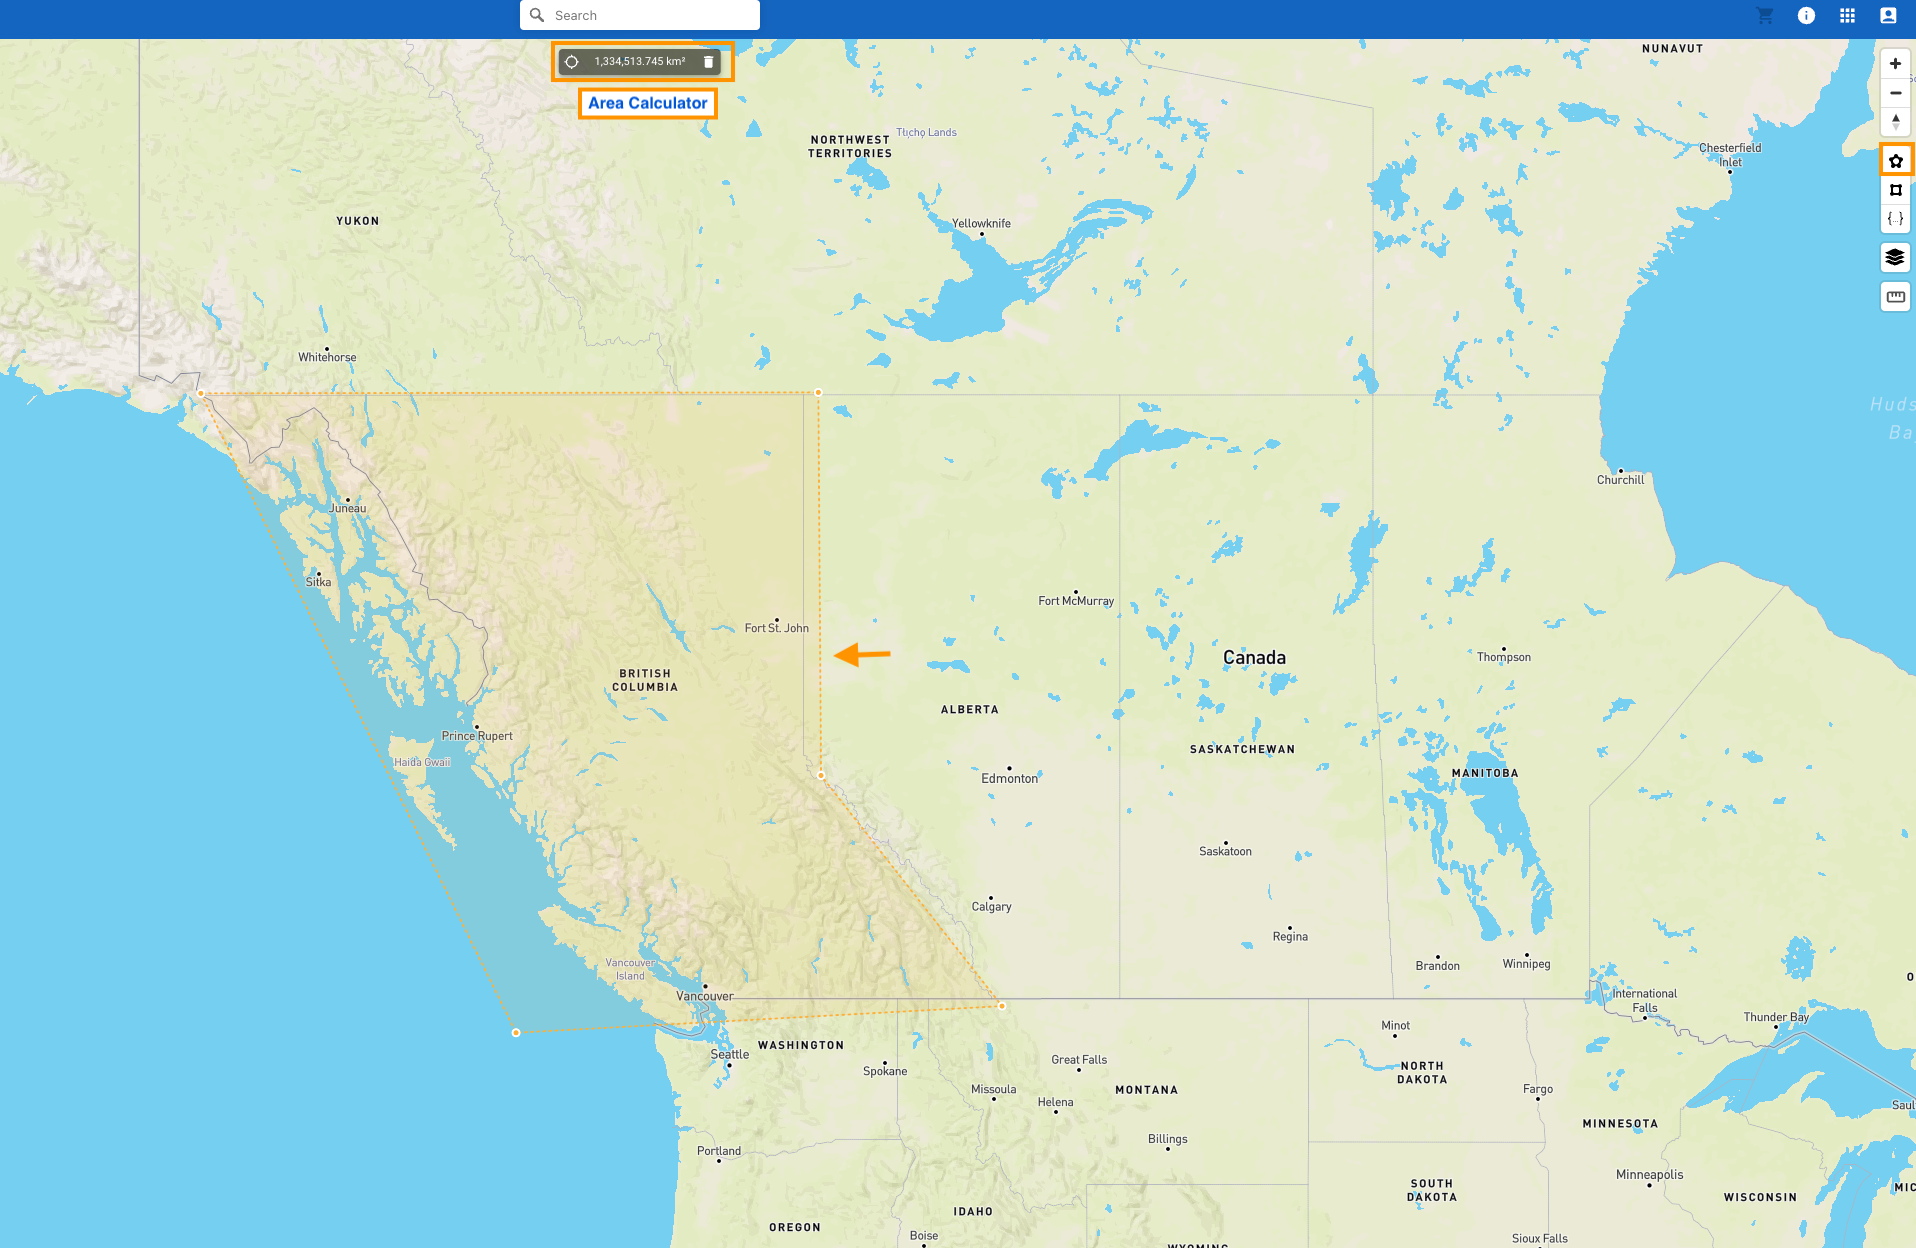 Search
1,334,513.745 km²
Area Calculator
NUNAVUT
NORTHWEST
TERRITORIES
Tłı̨chǫ Lands
Chesterfield
Inlet
YUKON
Yellowknife
{...}
Whitehorse
Huds
Ba
Churchill
Juneau
Sitka
Fort McMurray
Fort St. John
Canada
Thompson
BRITISH
COLUMBIA
ALBERTA
Prince Rupert
SASKATCHEWAN
Haida Gwaii
MANITOBA
Edmonton
Saskatoon
Calgary
Regina
Vancouver
Island
Brandon
Winnipeg
Vancouver
International
Falls
Thunder Bay
Minot
WASHINGTON
Seattle
Great Falls
Spokane
NORTH
DAKOTA
Missoula
MONTANA
Fargo
Helena
Saul
MINNESOTA
Billings
Portland
Minneapolis
SOUTH
DAKOTA
MIC
WISCONSIN
IDAHO
OREGON
Boise
Sioux Falls
WYOMING